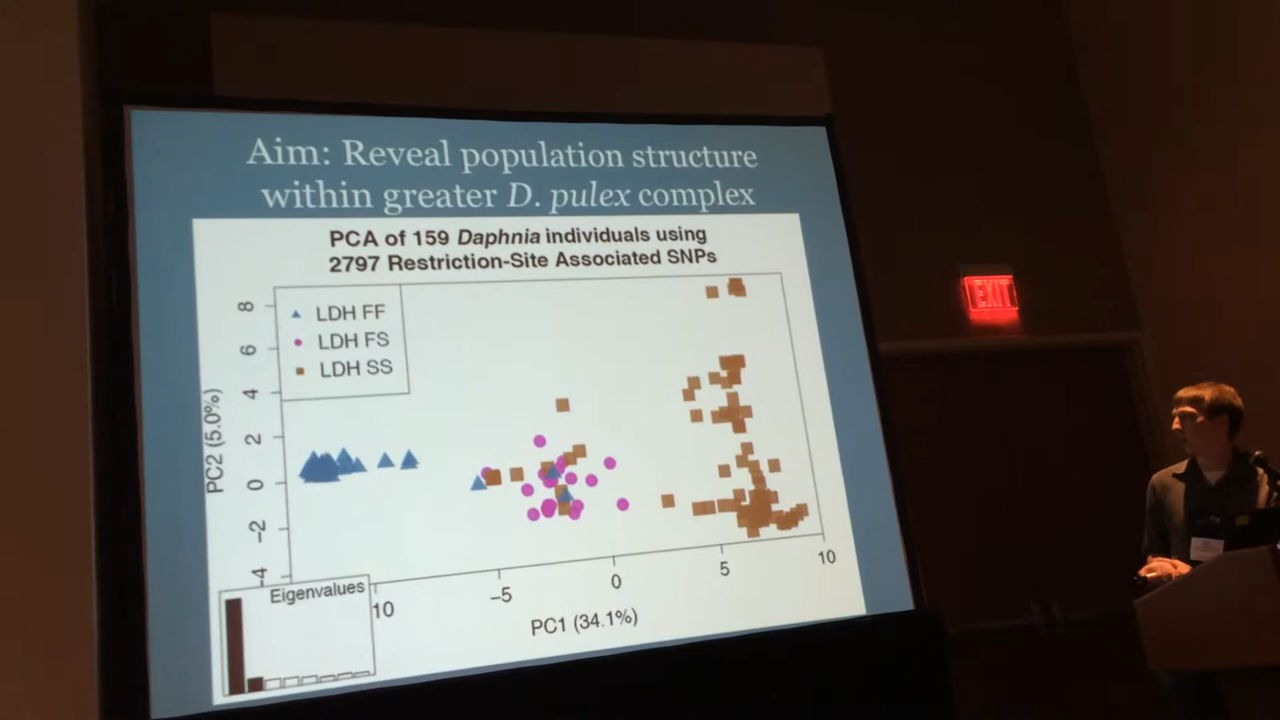 Aim: Reveal population structure
within greater D. pulex complex
PCA of 159 Daphnia individuals using
2797 Restriction-Site Associated SNPs
LDH FF
LDH FS
LDH SS
8
6
4
2
0
−2
−4
PC2 (5.0%)
Eigenvalues
10
−5
0
5
10
PC1 (34.1%)
EXIT